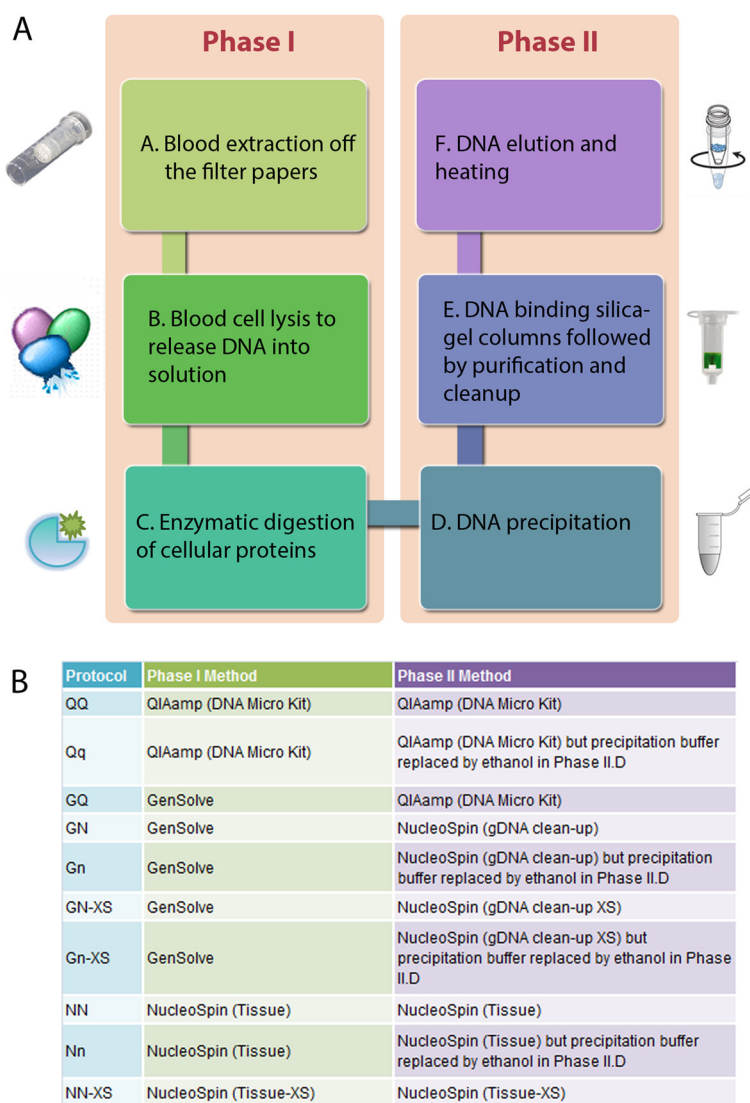 A
Phase I
Phase II
A. Blood extraction off
the filter papers
B. Blood cell lysis to
release DNA into
solution
C. Enzymatic digestion
of cellular proteins
F. DNA elution and
heating
E. DNA binding silica-
gel columns followed
by purification and
cleanup
D. DNA precipitation
B
Protocol Phase I Method Phase II Method
QQ QIAamp (DNA Micro Kit) QIAamp (DNA Micro Kit)
Qq QIAamp (DNA Micro Kit) QIAamp (DNA Micro Kit) but precipitation buffer
replaced by ethanol in Phase II.D
GQ GenSolve QIAamp (DNA Micro Kit)
GN GenSolve NucleoSpin (gDNA clean-up)
Gn GenSolve NucleoSpin (gDNA clean-up) but precipitation
buffer replaced by ethanol in Phase II.D
GN-XS GenSolve NucleoSpin (gDNA clean-up XS)
Gn-XS GenSolve NucleoSpin (gDNA clean-up XS) but
precipitation buffer replaced by ethanol in Phase
II.D
NN NucleoSpin (Tissue) NucleoSpin (Tissue)
Nn NucleoSpin (Tissue) NucleoSpin (Tissue) but precipitation buffer
replaced by ethanol in Phase II.D
NN-XS NucleoSpin (Tissue-XS) NucleoSpin (Tissue-XS)